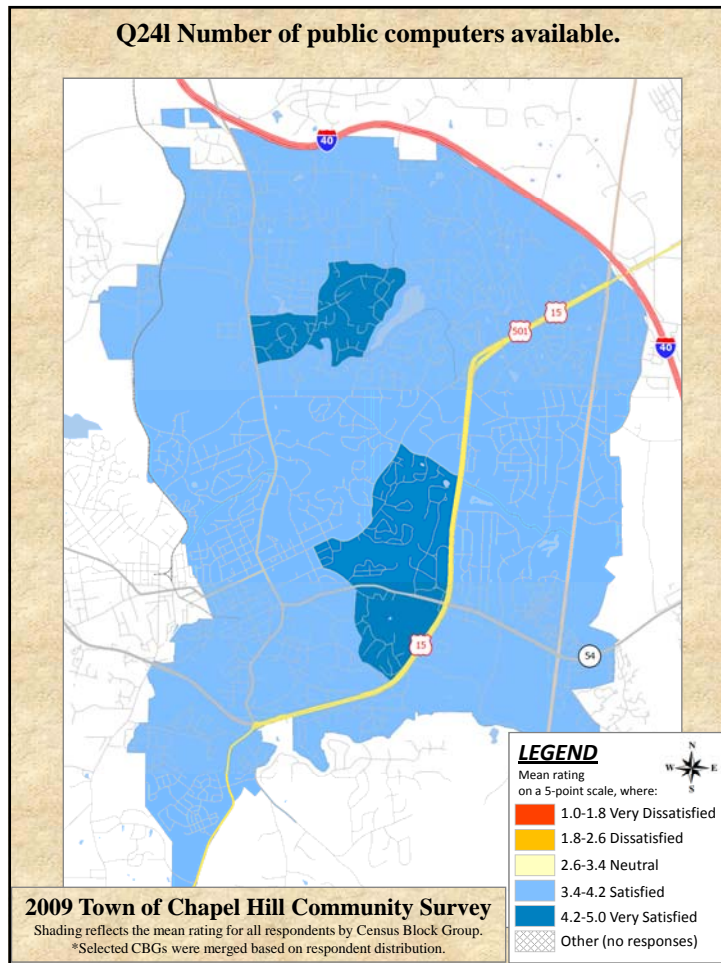 Q24l Number of public computers available.
40
15
501
40
15
54
LEGEND
Mean rating
on a 5-point scale, where:
1.0-1.8 Very Dissatisfied
1.8-2.6 Dissatisfied
2.6-3.4 Neutral
3.4-4.2 Satisfied
4.2-5.0 Very Satisfied
Other (no responses)
N
W E
S
2009 Town of Chapel Hill Community Survey
Shading reflects the mean rating for all respondents by Census Block Group.
*Selected CBGs were merged based on respondent distribution.